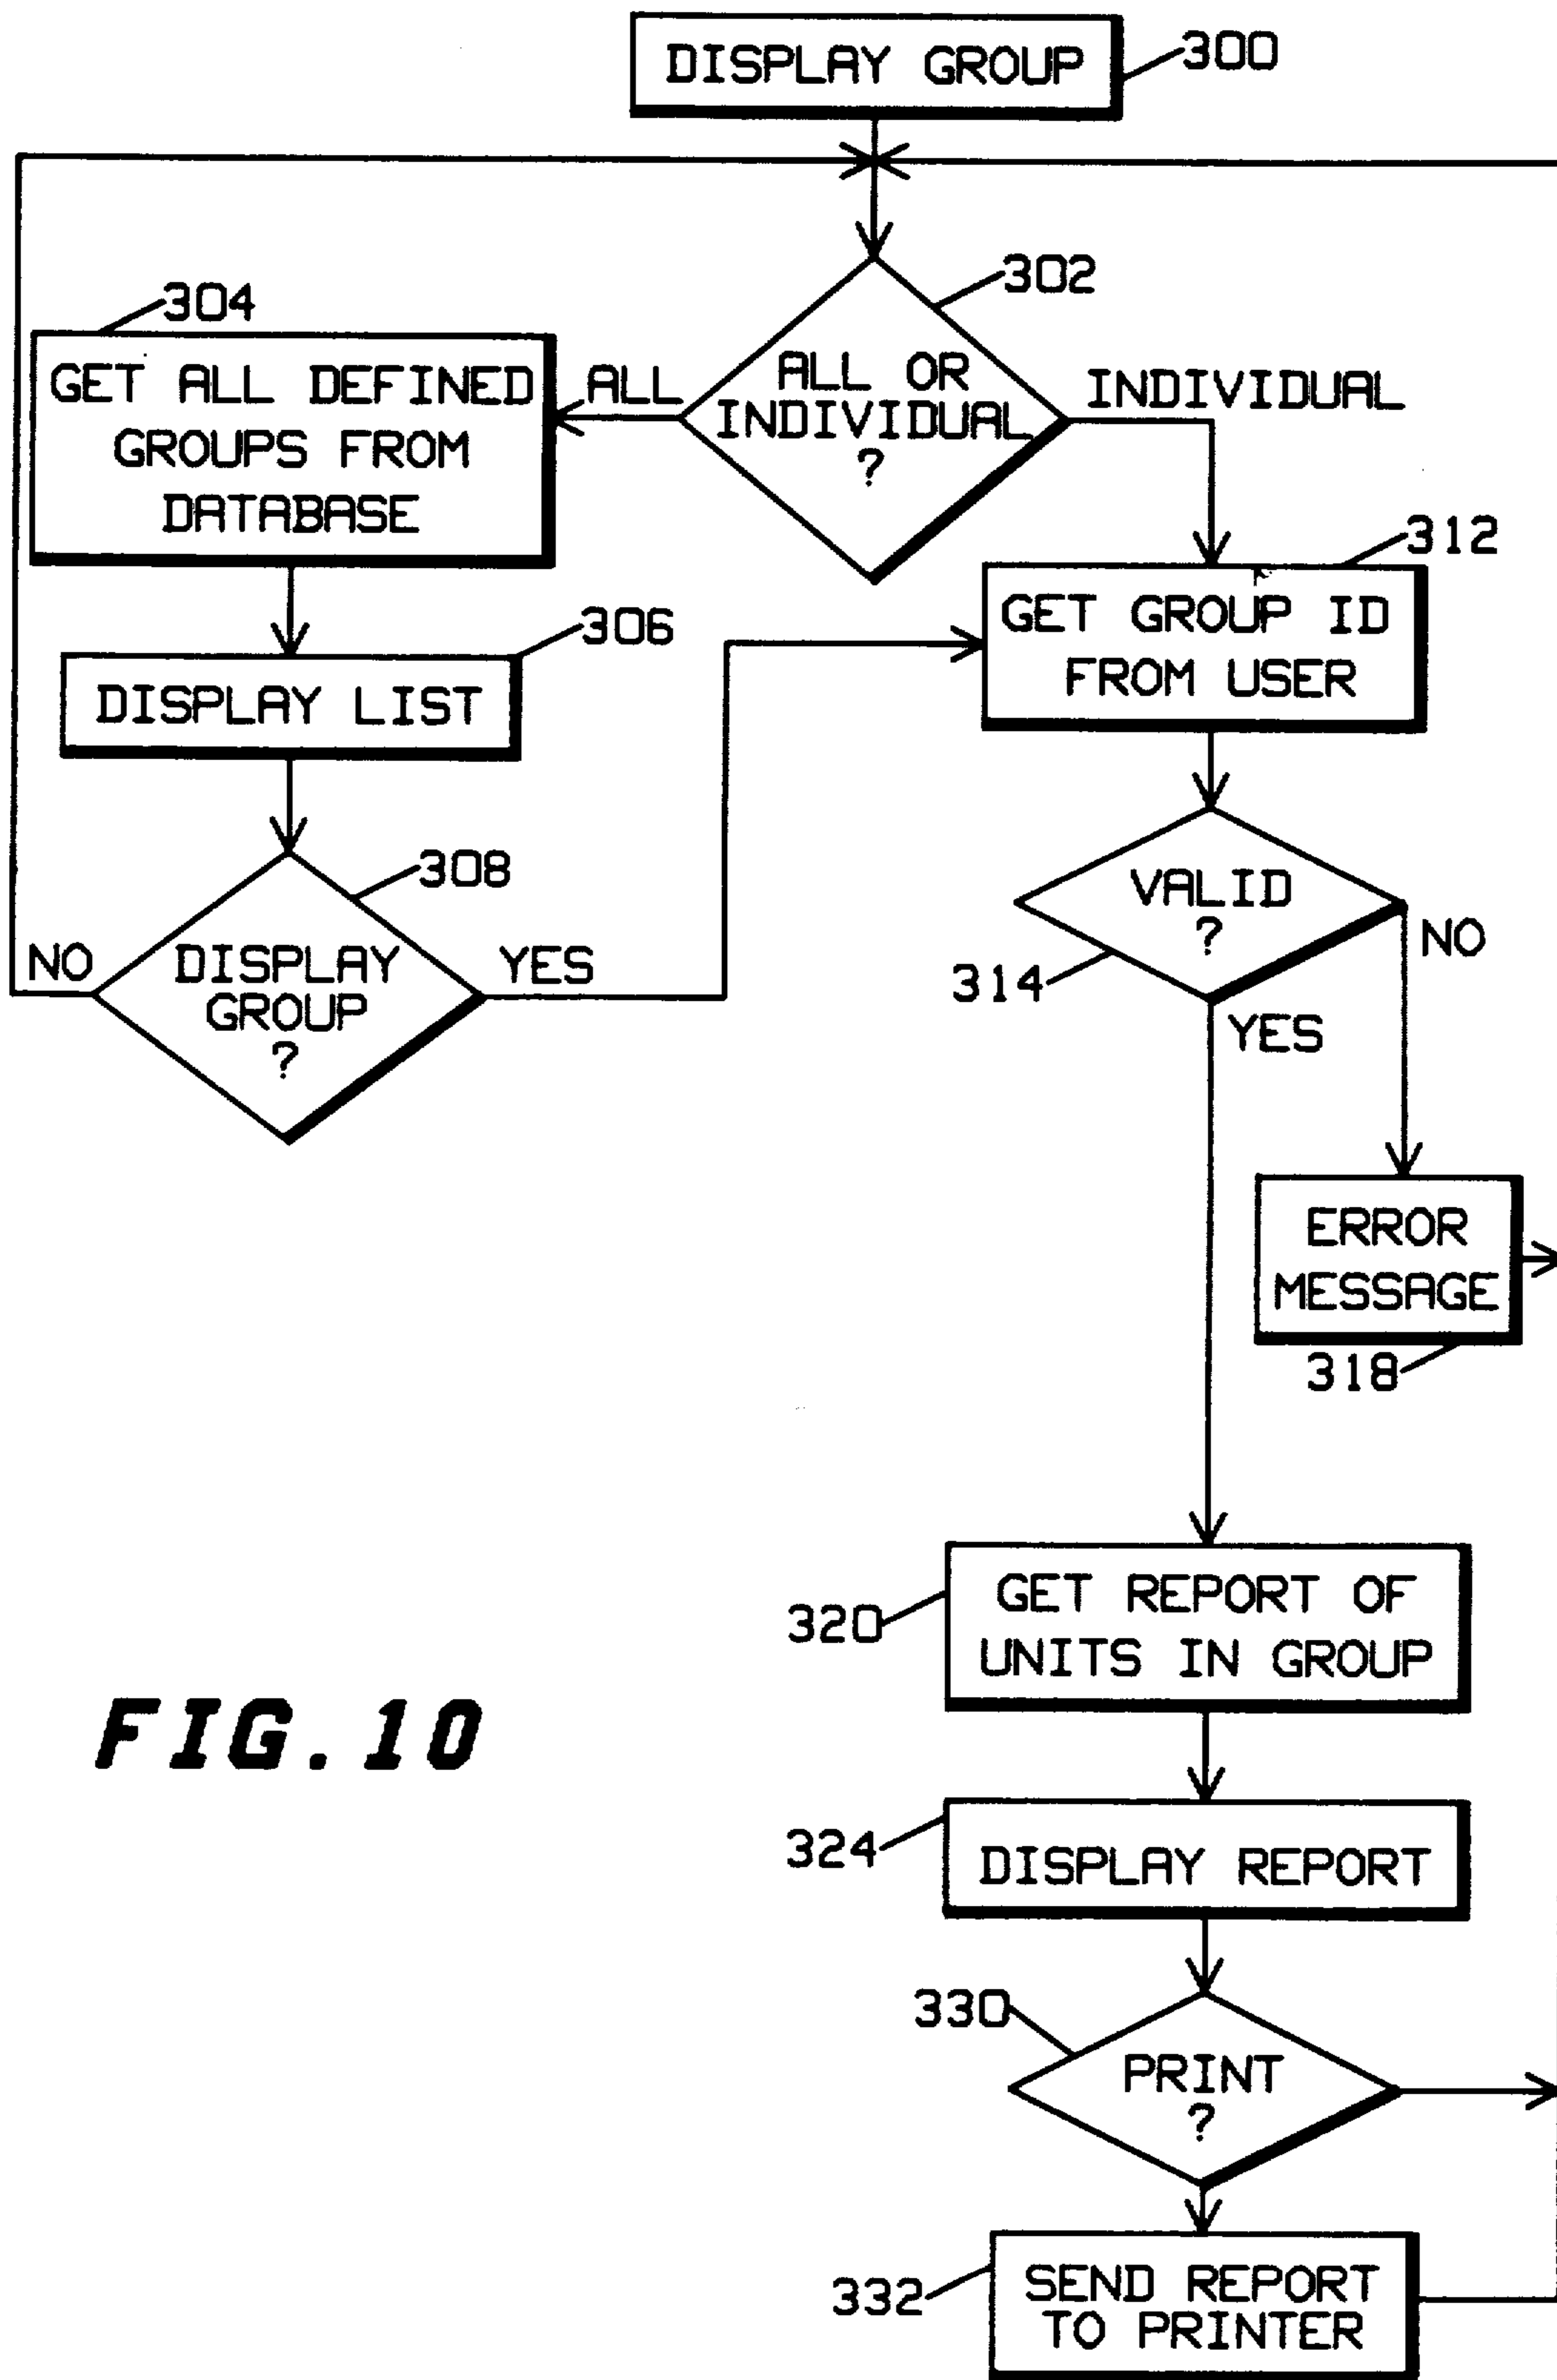 DISPLAY GROUP
300
302
ALL OR
INDIVIDUAL
?
ALL
INDIVIDUAL
304
GET ALL DEFINED
GROUPS FROM
DATABASE
306
DISPLAY LIST
308
DISPLAY
GROUP
?
NO
YES
312
GET GROUP ID
FROM USER
VALID
?
314
NO
YES
ERROR
MESSAGE
318
320
GET REPORT OF
UNITS IN GROUP
324
DISPLAY REPORT
330
PRINT
?
332
SEND REPORT
TO PRINTER
FIG.10